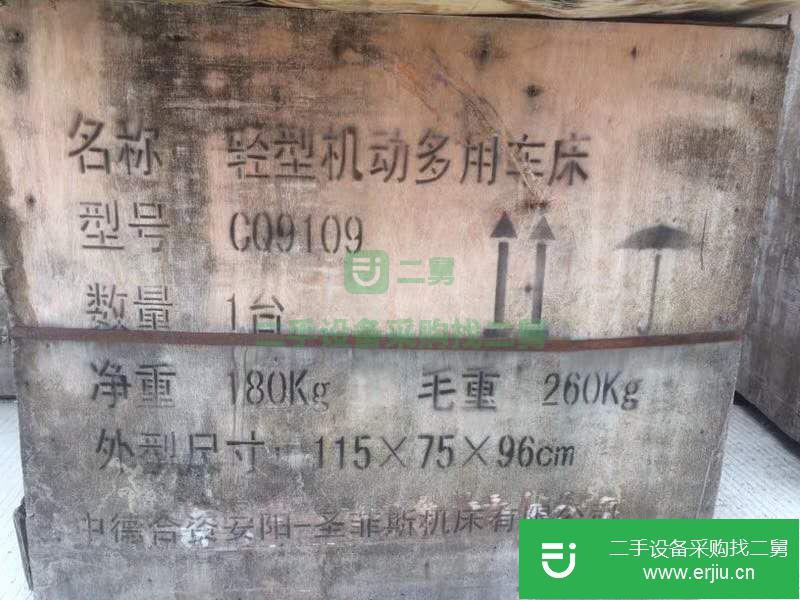 名称 轻型机动多用车床
型号 CQ9109
二舅
数量 1台
二手设备采购找二舅
净重 180Kg 毛重 260Kg
外型尺寸: 115×75×96cm
中德合资安阳-圣菲斯机床有限公司
二手设备采购找二舅
www.erjiu.cn